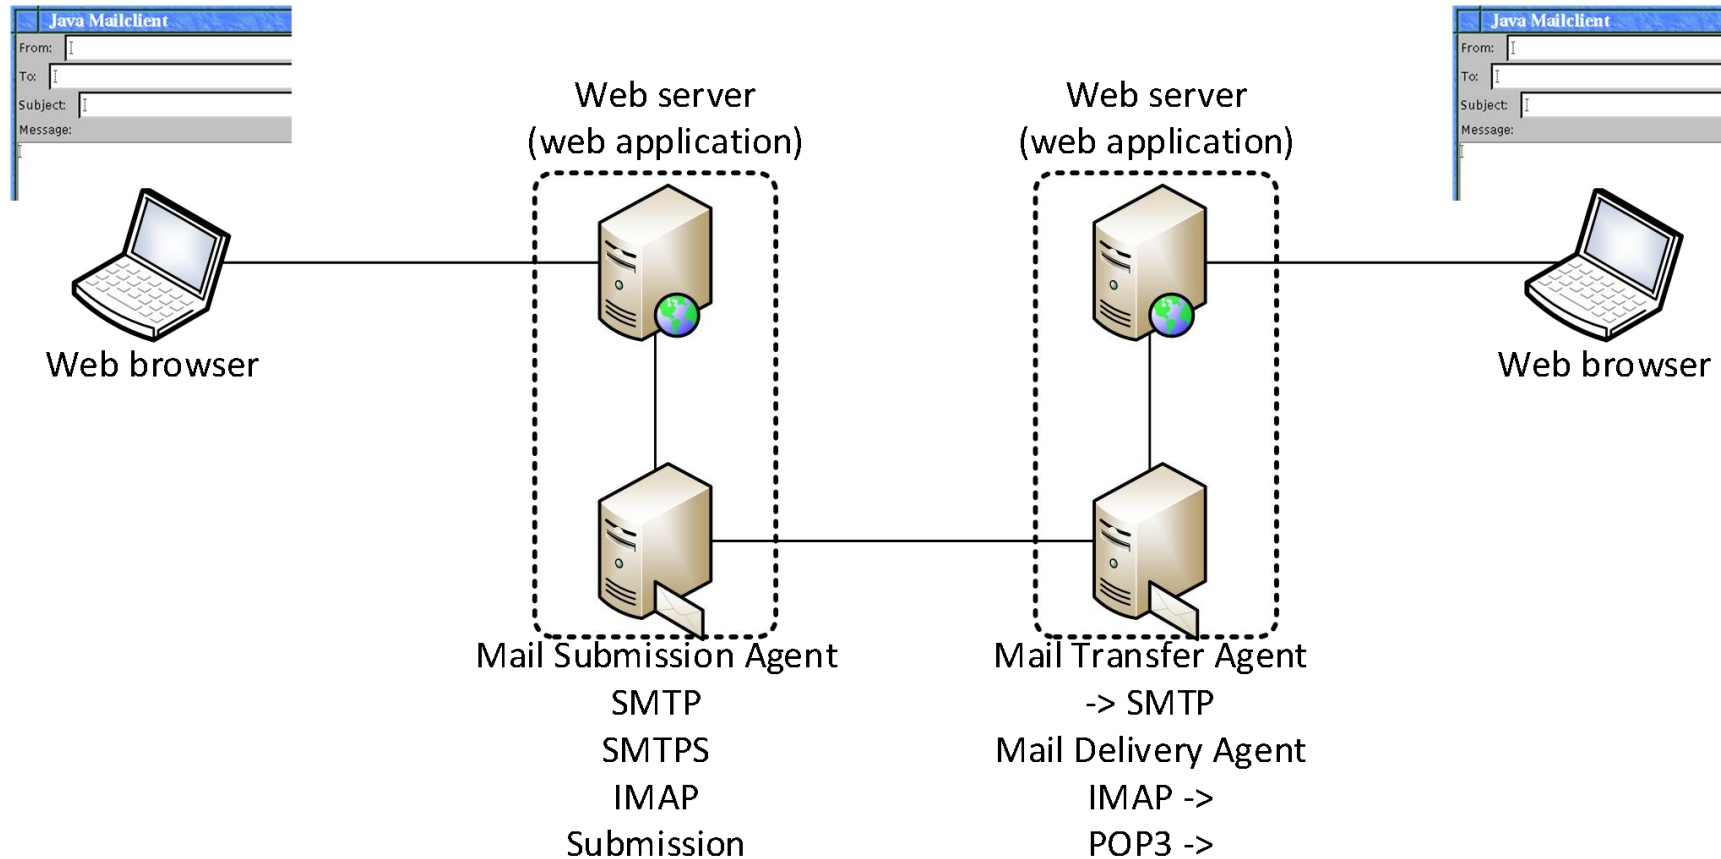 Java Mailclient
From:
To:
Subject:
Message:
Web browser
Web server
(web application)
Mail Submission Agent
SMTP
SMTPS
IMAP
Submission
Web server
(web application)
Mail Transfer Agent
-> SMTP
Mail Delivery Agent
IMAP ->
POP3 ->
Java Mailclient
From:
To:
Subject:
Message:
Web browser